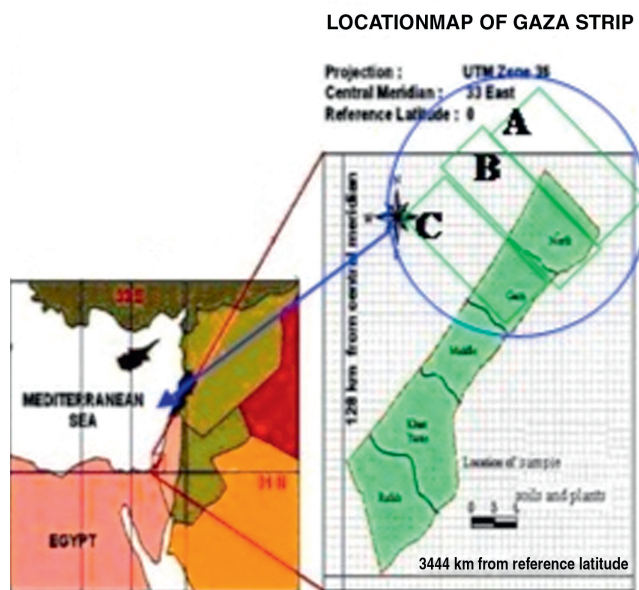 LOCATIONMAP OF GAZA STRIP
Projection : UTM Zone 36
Central Meridian : 33 East
Reference Latitude : 0
A
B
C
N
W
128 km from central meridian
North
Gaza
Middle
Khan
Yunis
Rafah
Location of sample
soils and plants
3444 km from reference latitude
33 E
MEDITERRANEAN
SEA
31 N
EGYPT